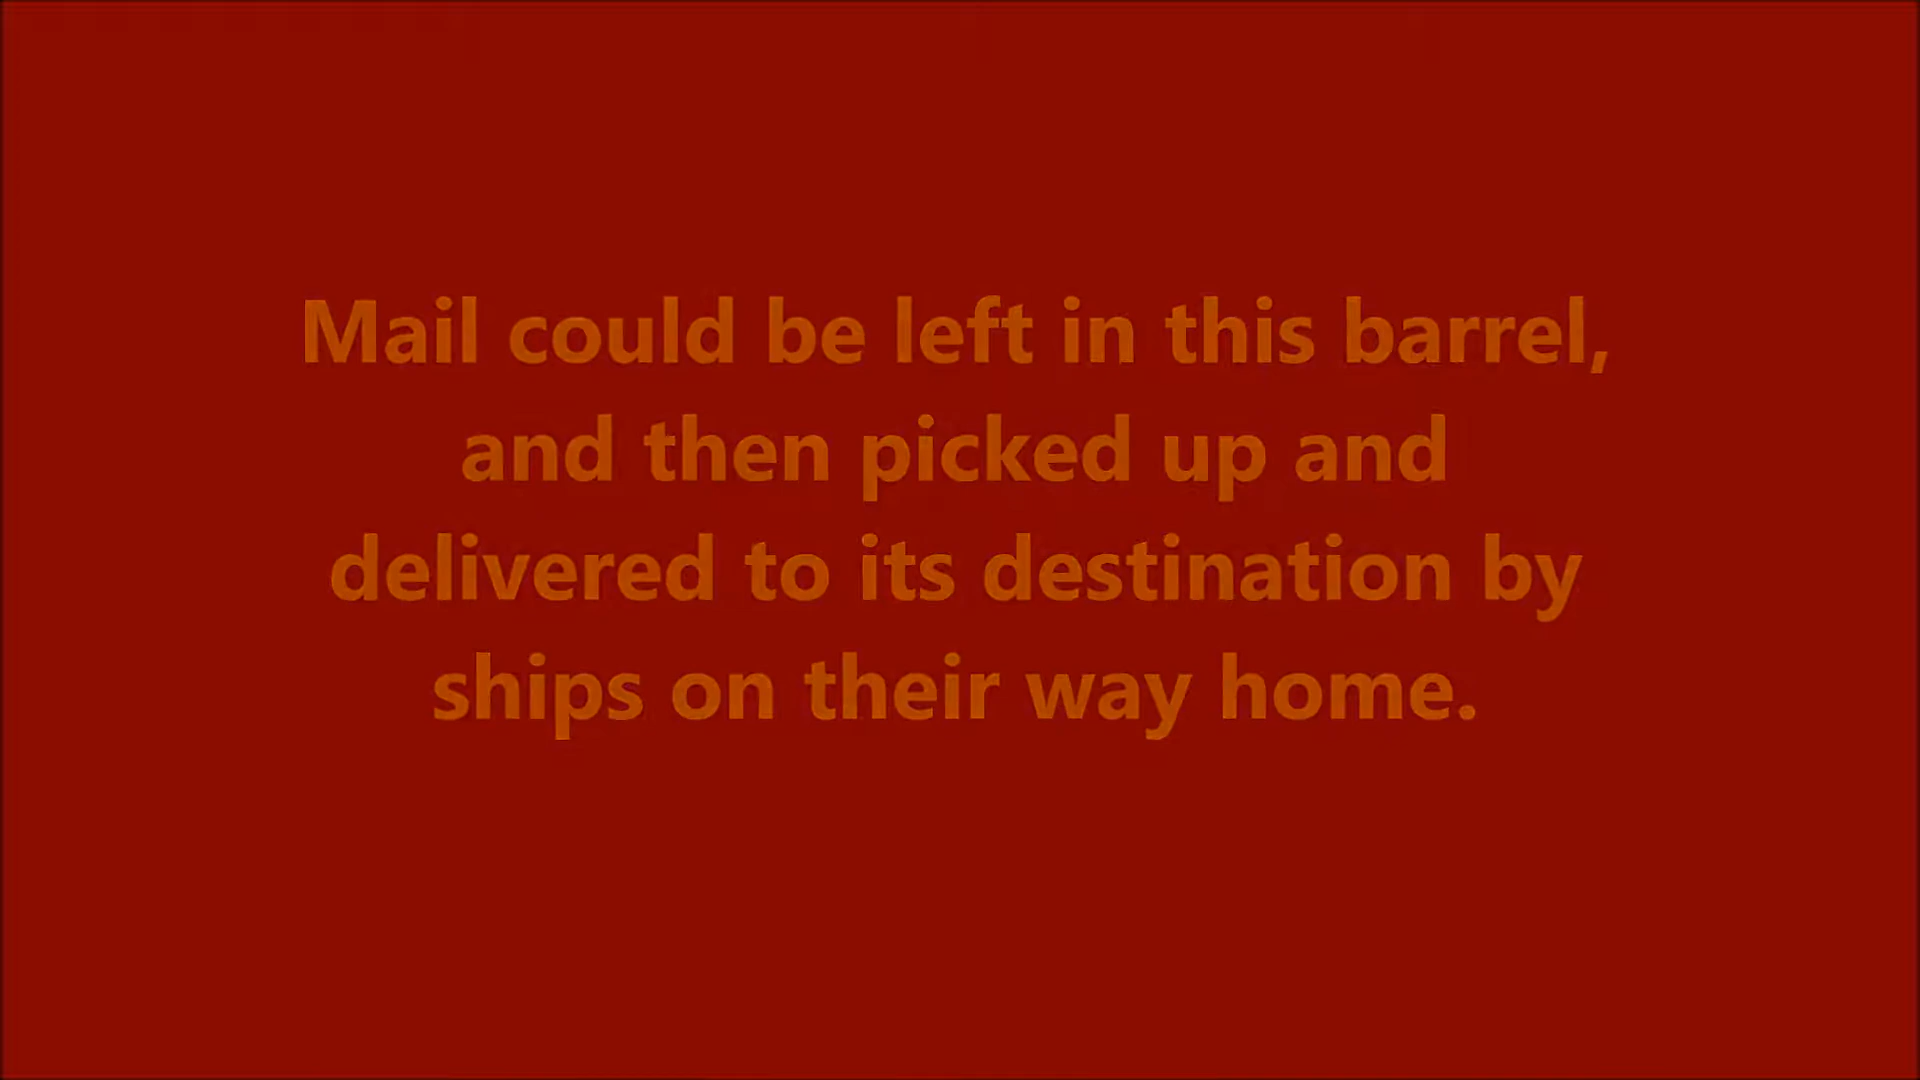 Mail could be left in this barrel,
and then picked up and
delivered to its destination by
ships on their way home.